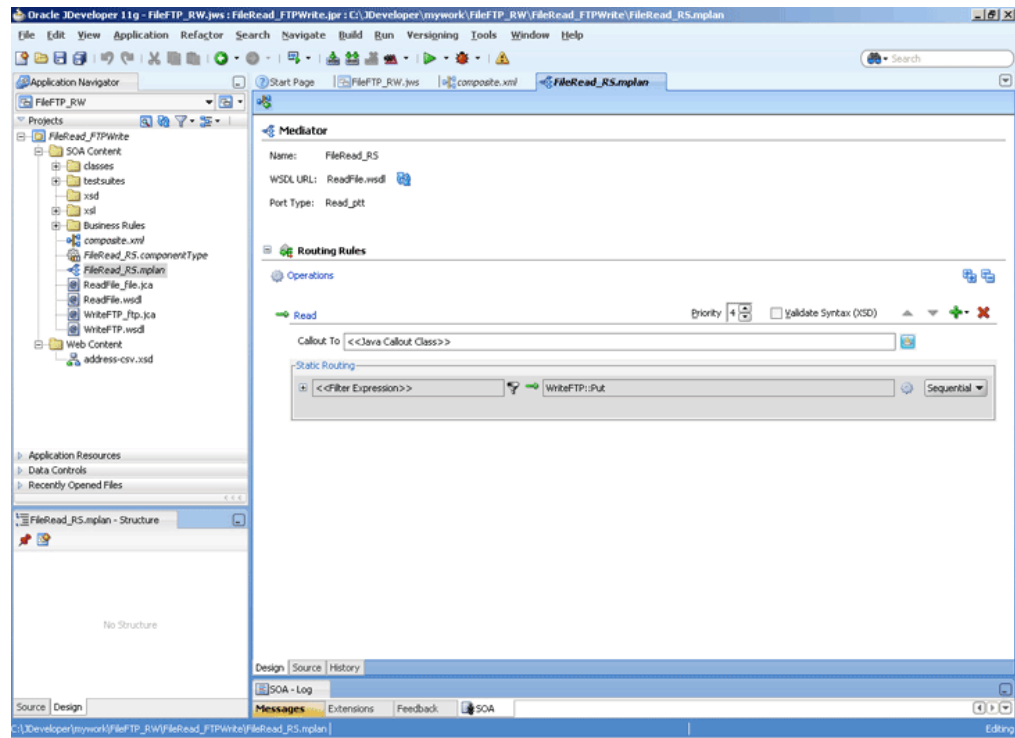 Oracle JDeveloper 11g - FileFTP_RW.jws : FileRead_FTPWrite.jpr : C:\JDeveloper\mywork\FileFTP_RW\FileRead_FTPWrite\FileRead_RS.mplan
File Edit View Application Refactor Search Navigate Build Run Versioning Tools Window Help
Search
Application Navigator
Start Page FileFTP_RW.jws composite.xml FileRead_RS.mplan
FileFTP_RW
Projects
FileRead_FTPWrite
SOA Content
classes
testsuites
xsd
xsl
Business Rules
composite.xml
FileRead_RS.componentType
FileRead_RS.mplan
ReadFile_file.jca
ReadFile.wsdl
WriteFTP_ftp.jca
WriteFTP.wsdl
Web Content
address-csv.xsd
Application Resources
Data Controls
Recently Opened Files
FileRead_RS.mplan - Structure
No Structure
Source Design
Mediator
Name: FileRead_RS
WSDL URL: ReadFile.wsdl
Port Type: Read_ptt
Routing Rules
Operations
Read Priority 4 Validate Syntax (XSD)
Callout To <<Java Callout Class>>
Static Routing
<<Filter Expression>> WriteFTP::Put Sequential
Design Source History
SOA - Log
Messages Extensions Feedback SOA
C:\JDeveloper\mywork\FileFTP_RW\FileRead_FTPWrite\FileRead_RS.mplan Editing